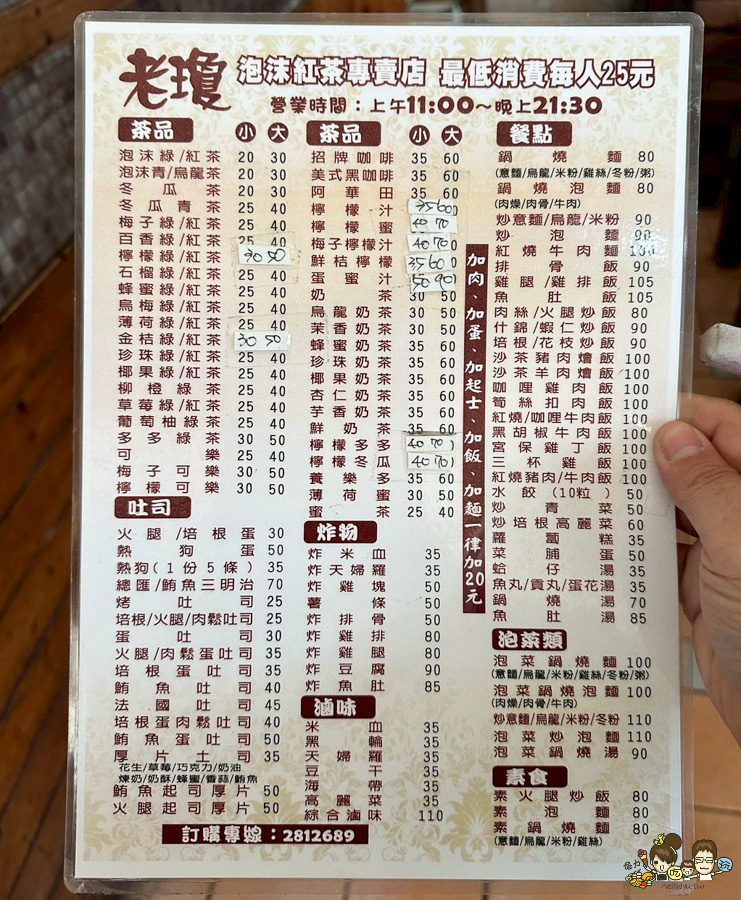 老瓊 泡沫紅茶專賣店 最低消費每人25元
營業時間：上午11:00～晚上21:30
茶品 小 大
泡沫綠/紅茶 20 30
泡沫青/烏龍茶 20 30
冬瓜茶 20 30
冬瓜青茶 25 40
梅子綠/紅茶 25 40
百香綠/紅茶 25 40
檸檬綠/紅茶 30 50
石榴綠/紅茶 25 40
蜂蜜綠/紅茶 25 40
烏梅綠/紅茶 25 40
薄荷綠/紅茶 25 40
金桔綠/紅茶 30 50
珍珠綠/紅茶 25 40
椰果綠/紅茶 25 40
柳橙綠茶 25 40
草莓綠/紅茶 25 40
葡萄柚綠茶 25 40
多多綠茶 30 50
可樂 25 40
梅子可樂 30 50
檸檬可樂 30 50
吐司
火腿/培根蛋 30
熱狗蛋 50
熱狗(1份5條) 35
總匯/鮪魚三明治 70
烤吐司 25
培根/火腿/肉鬆吐司 25
蛋吐司 30
火腿/肉鬆蛋吐司 35
培根蛋吐司 35
鮪魚吐司 40
法國吐司 45
培根蛋肉鬆吐司 40
鮪魚蛋吐司 50
厚片土司 35
花生/草莓/巧克力/奶油
煉奶/奶酥/蜂蜜/香蒜/鮪魚
鮪魚起司厚片 50
火腿起司厚片 50
訂購專線：2812689
茶品 小 大
招牌咖啡 35 60
美式黑咖啡 35 60
阿華田 35 60
檸檬汁 35 60
檸檬蜜 40 70
梅子檸檬汁 40 70
鮮桔檸檬 35 60
蛋蜜汁 50 90
奶茶 30 50
烏龍奶茶 30 50
茉香奶茶 30 50
蜂蜜奶茶 35 60
珍珠奶茶 35 60
椰果奶茶 35 60
杏仁奶茶 35 60
芋香奶茶 35 60
鮮奶茶 35 60
檸檬多多 40 70
檸檬冬瓜 40 70
養樂多 35 60
薄荷蜜 30 50
蜜茶 25 40
炸物
炸米血 35
炸天婦羅 35
炸雞塊 50
薯條 50
炸排骨 50
炸雞排 80
炸雞腿 80
炸豆腐 90
炸魚肚 85
滷味
米血 35
黑輪 35
天婦羅 35
豆干 35
海帶 35
高麗菜 35
綜合滷味 110
加肉、加蛋、加起士、加飯、加麵一律加20元
餐點
鍋燒麵 80
(意麵/烏龍/米粉/雞絲/冬粉/粥)
鍋燒泡麵 80
(肉燥/肉骨/牛肉)
炒意麵/烏龍/米粉 90
炒泡麵 90
紅燒牛肉麵 100
排骨飯 90
雞腿/雞排飯 105
魚肚飯 105
肉絲/火腿炒飯 80
什錦/蝦仁炒飯 90
培根/花枝炒飯 90
沙茶豬肉燴飯 100
沙茶羊肉燴飯 100
咖哩雞肉飯 100
筍絲扣肉飯 100
紅燒/咖哩牛肉飯 100
黑胡椒牛肉飯 100
宮保雞丁飯 100
三杯雞飯 100
紅燒豬肉/牛肉飯 100
水餃(10粒) 50
炒青菜 50
炒培根高麗菜 60
蘿蔔糕 35
菜脯蛋 50
蛤仔湯 35
魚丸/貢丸/蛋花湯 35
鍋燒湯 70
魚肚湯 85
泡菜類
泡菜鍋燒麵 100
(意麵/烏龍/米粉/雞絲/冬粉/粥)
泡菜鍋燒泡麵 100
(肉燥/肉骨/牛肉)
炒意麵/烏龍/米粉/冬粉 110
泡菜炒泡麵 110
泡菜鍋燒湯 90
素食
素火腿炒飯 80
素泡麵 80
素鍋燒麵 80
(意麵/烏龍/米粉/雞絲)